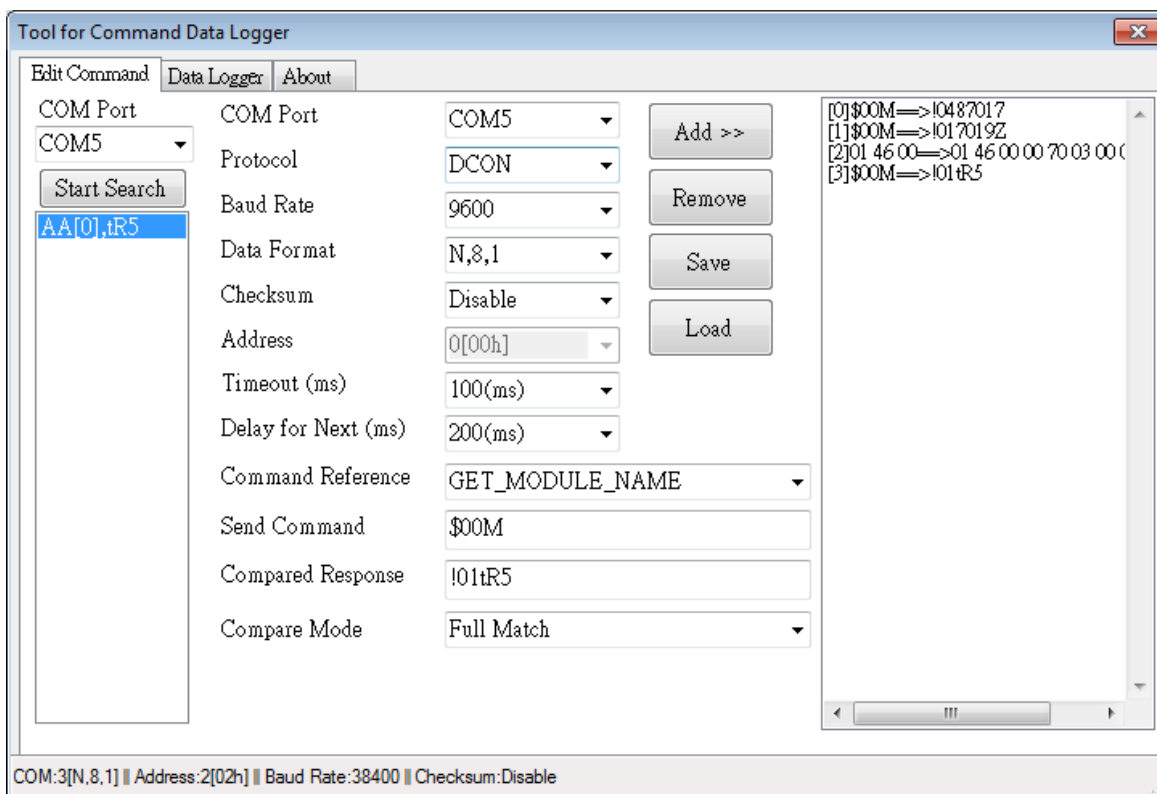 Tool for Command Data Logger
Edit Command
Data Logger
About
COM Port
COM5
Start Search
AA[0],tR5
COM Port
COM5
Protocol
DCON
Baud Rate
9600
Data Format
N,8,1
Checksum
Disable
Address
0[00h]
Timeout (ms)
100(ms)
Delay for Next (ms)
200(ms)
Command Reference
GET_MODULE_NAME
Send Command
$00M
Compared Response
!01tR5
Compare Mode
Full Match
Add >>
Remove
Save
Load
[0]$00M==>!0487017
[1]$00M==>!017019Z
[2]01 46 00==>01 46 00 00 70 03 00
[3]$00M==>!01tR5
COM:3[N,8,1] || Address:2[02h] || Baud Rate:38400 || Checksum:Disable